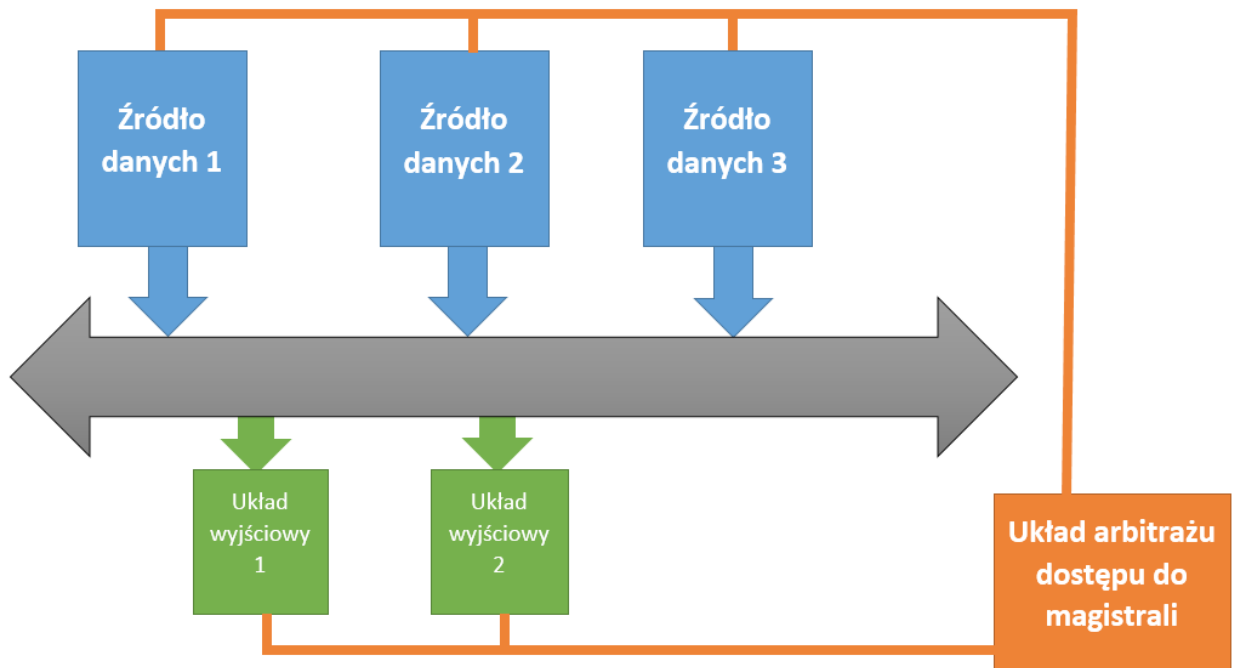 Źródło
danych 1
Źródło
danych 2
Źródło
danych 3
Układ
wyjściowy
1
Układ
wyjściowy
2
Układ arbitrażu
dostępu do
magistrali